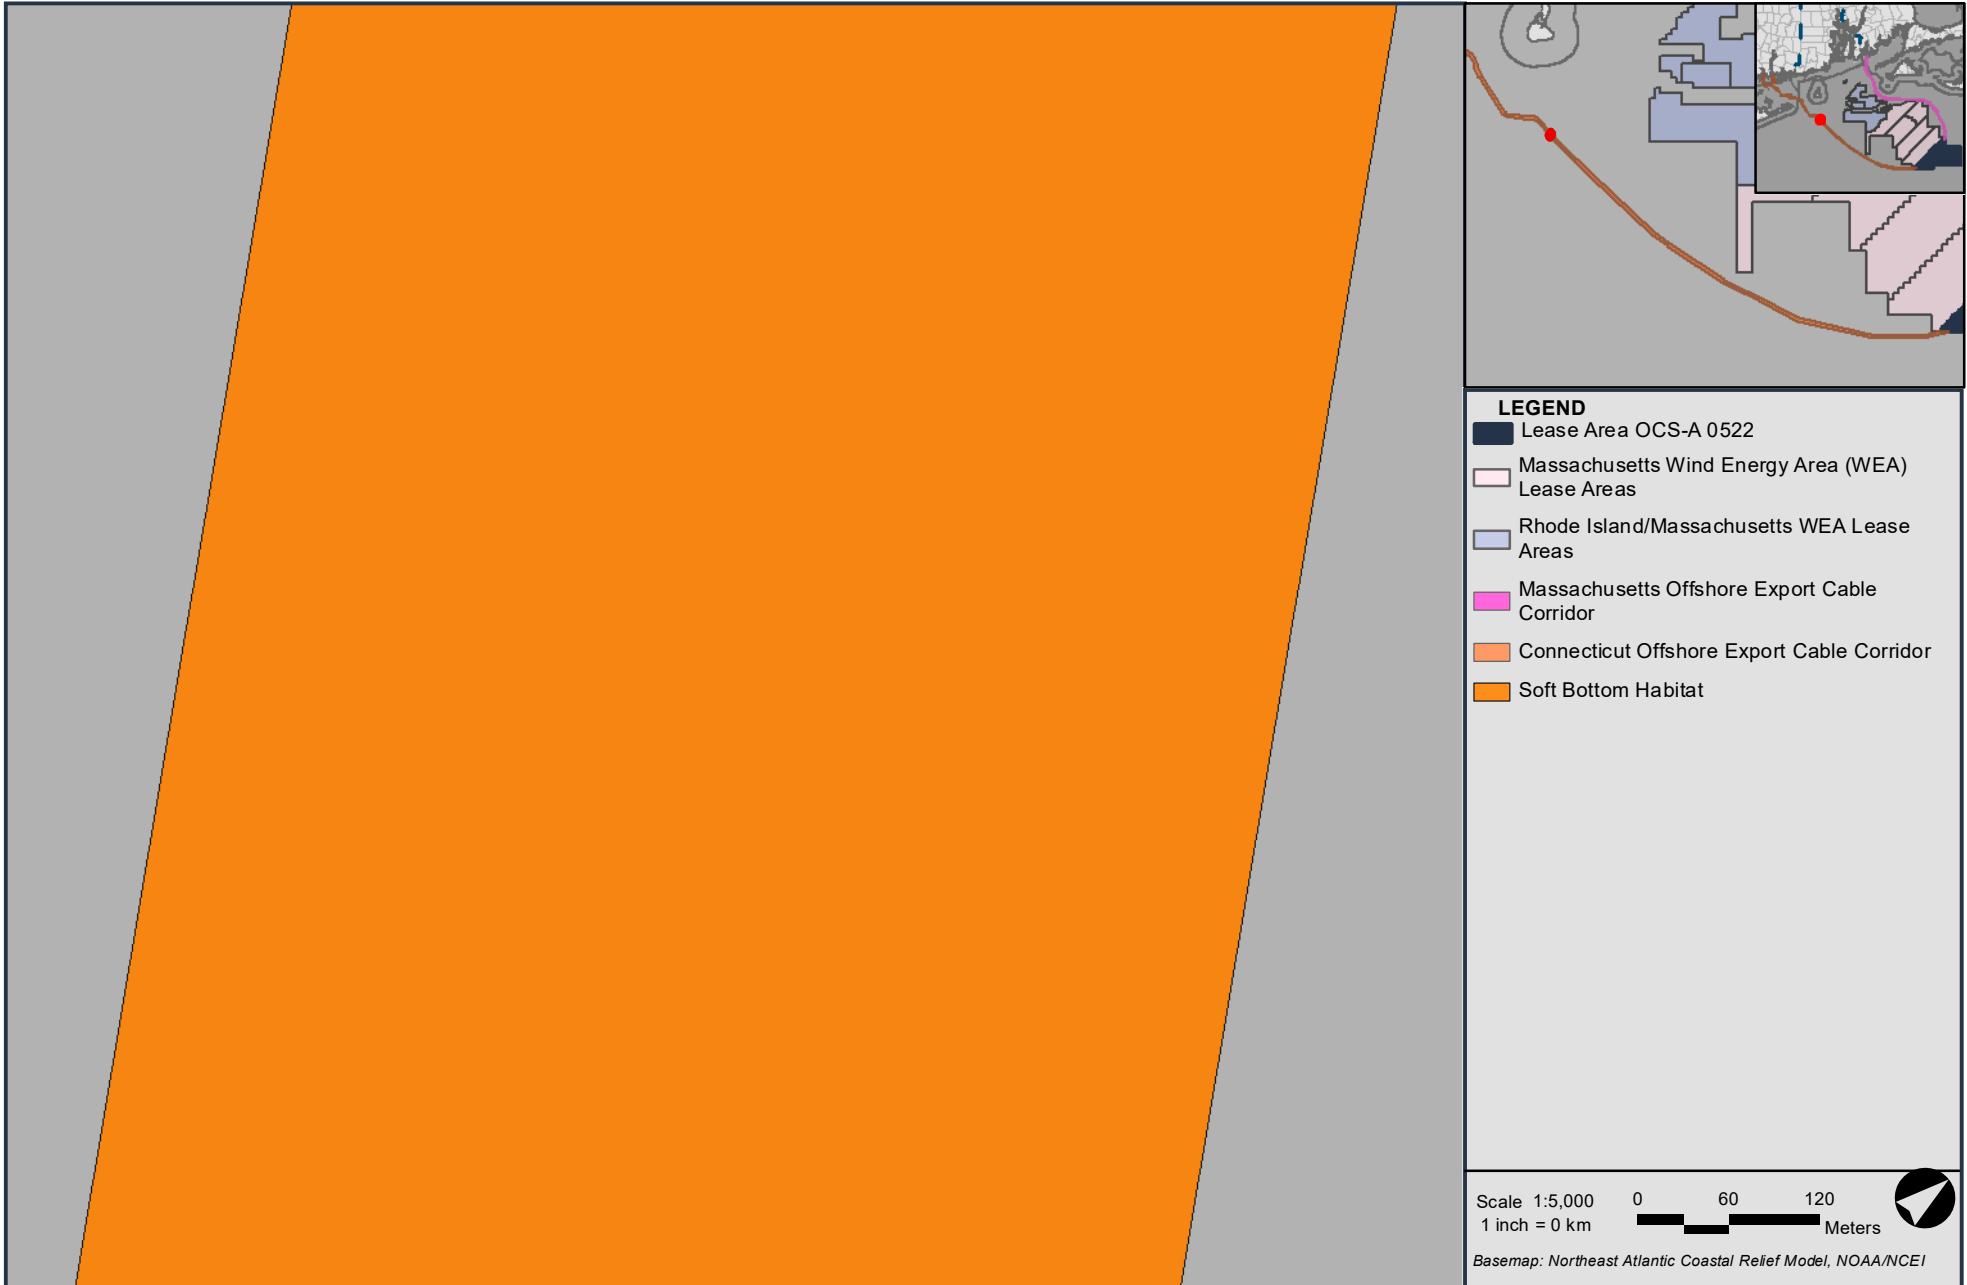 LEGEND
Lease Area OCS-A 0522
Massachusetts Wind Energy Area (WEA)
Lease Areas
Rhode Island/Massachusetts WEA Lease
Areas
Massachusetts Offshore Export Cable
Corridor
Connecticut Offshore Export Cable Corridor
Soft Bottom Habitat
Scale 1:5,000
1 inch = 0 km
0 60 120
Meters
Basemap: Northeast Atlantic Coastal Relief Model, NOAA/NCEI